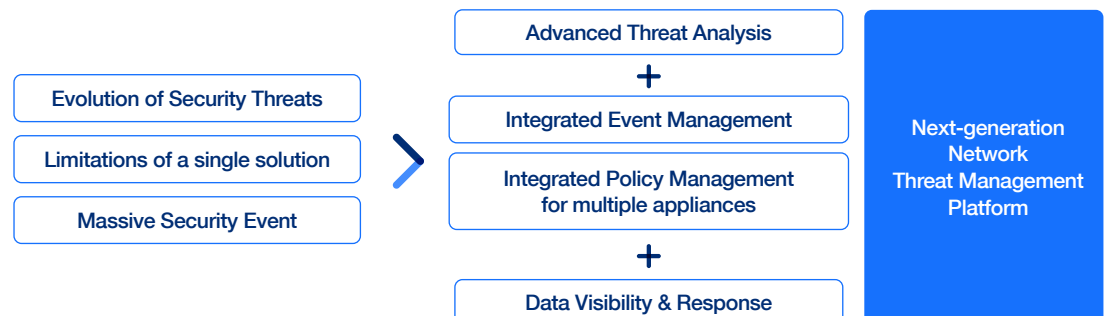 Evolution of Security Threats
Limitations of a single solution
Massive Security Event
Advanced Threat Analysis
+
Integrated Event Management
Integrated Policy Management
for multiple appliances
+
Data Visibility & Response
Next-generation
Network
Threat Management
Platform